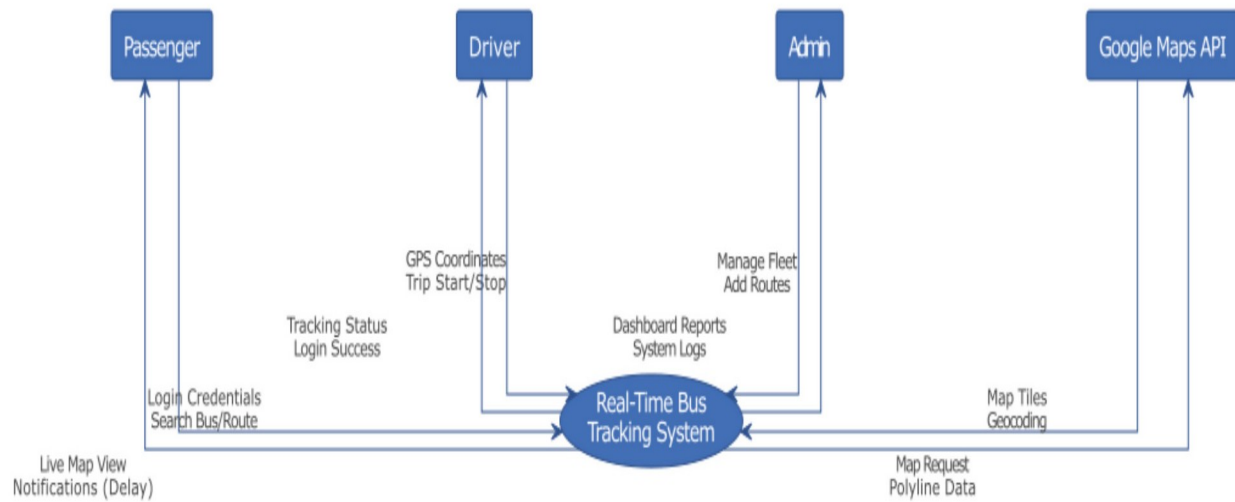 Passenger
Driver
Admin
Google Maps API
GPS Coordinates
Trip Start/Stop
Manage Fleet
Add Routes
Tracking Status
Login Success
Dashboard Reports
System Logs
Login Credentials
Search Bus/Route
Real-Time Bus
Tracking System
Map Tiles
Geocoding
Live Map View
Notifications (Delay)
Map Request
Polyline Data